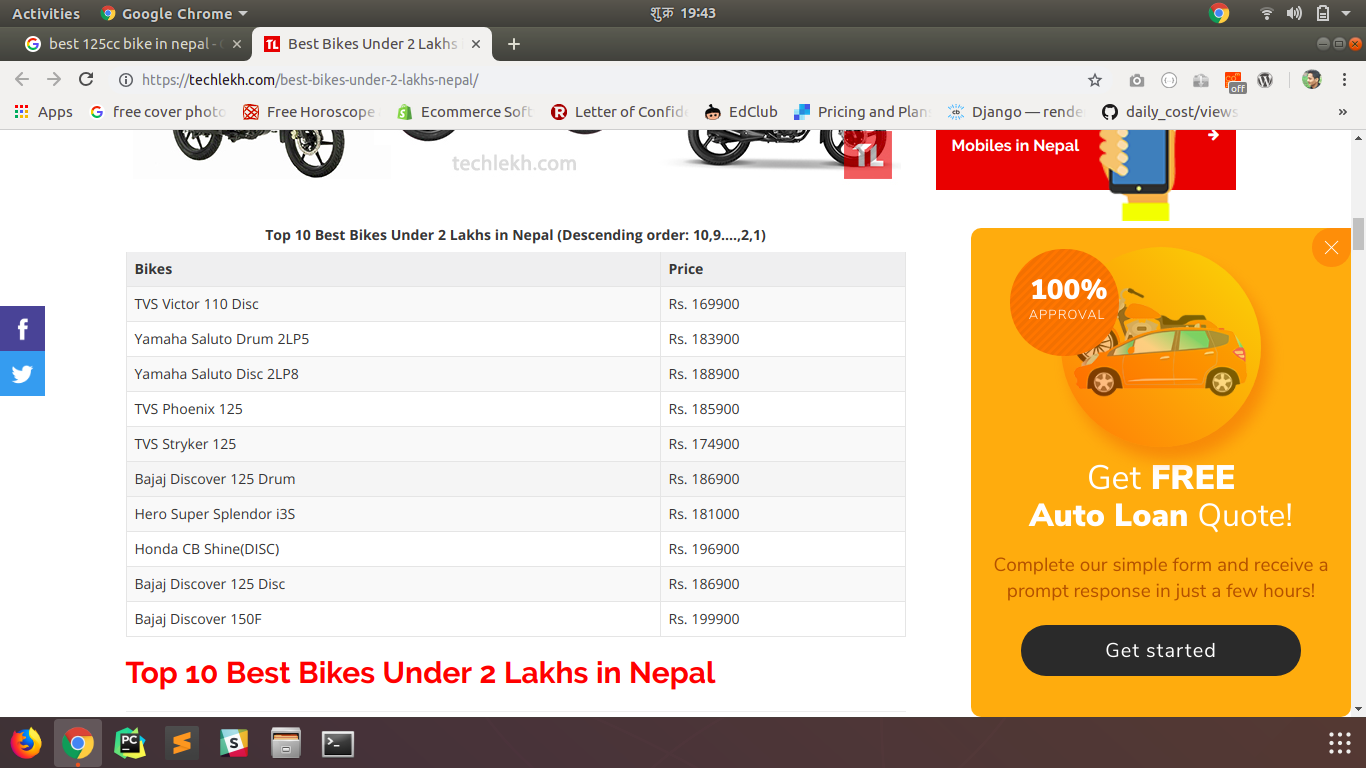 Activities Google Chrome शुक्र 19:43
best 125cc bike in nepal - Best Bikes Under 2 Lakhs
https://techlekh.com/best-bikes-under-2-lakhs-nepal/
off
Apps free cover photo Free Horoscope Ecommerce Soft Letter of Confide EdClub Pricing and Plan Django — rende daily_cost/views »
techlekh.com
TL
Mobiles in Nepal
Top 10 Best Bikes Under 2 Lakhs in Nepal (Descending order: 10,9....,2,1)
Bikes Price
TVS Victor 110 Disc Rs. 169900
Yamaha Saluto Drum 2LP5 Rs. 183900
Yamaha Saluto Disc 2LP8 Rs. 188900
TVS Phoenix 125 Rs. 185900
TVS Stryker 125 Rs. 174900
Bajaj Discover 125 Drum Rs. 186900
Hero Super Splendor i3S Rs. 181000
Honda CB Shine(DISC) Rs. 196900
Bajaj Discover 125 Disc Rs. 186900
Bajaj Discover 150F Rs. 199900
Top 10 Best Bikes Under 2 Lakhs in Nepal
100%
APPROVAL
Get FREE
Auto Loan Quote!
Complete our simple form and receive a
prompt response in just a few hours!
Get started